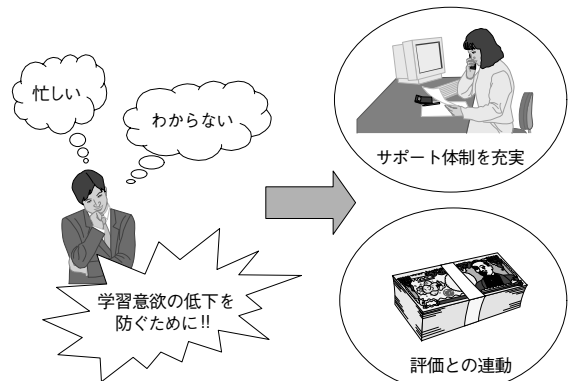 忙しい
わからない
学習意欲の低下を
防ぐために!!
サポート体制を充実
評価との連動